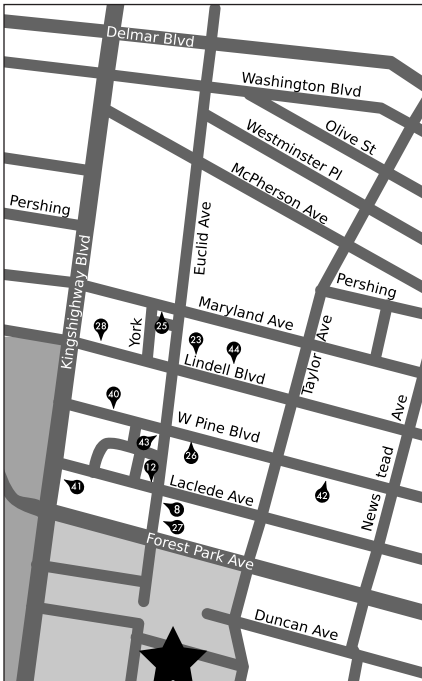 Delmar Blvd
Washington Blvd
Olive St
Westminster Pl
McPherson Ave
Pershing
Euclid Ave
Kingshighway Blvd
Pershing
Maryland Ave
Taylor Ave
York
25
28
23
44
Lindell Blvd
40
Newstead Ave
W Pine Blvd
43
26
12
41
Laclede Ave
42
8
27
Forest Park Ave
Duncan Ave